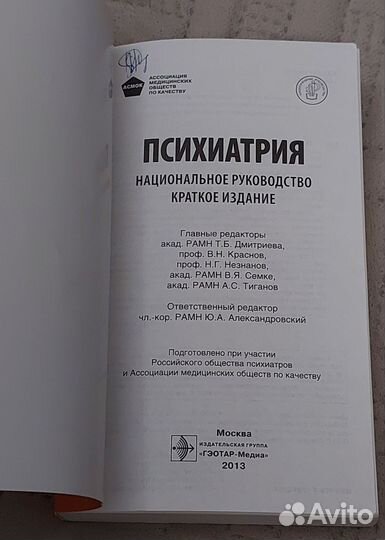 АСМОК
АССОЦИАЦИЯ
МЕДИЦИНСКИХ
ОБЩЕСТВ
ПО КАЧЕСТВУ
ПСИХИАТРИЯ
НАЦИОНАЛЬНОЕ РУКОВОДСТВО
КРАТКОЕ ИЗДАНИЕ
Главные редакторы
акад. РАМН Т.Б. Дмитриева,
проф. В.Н. Краснов,
проф. Н.Г. Незнанов,
акад. РАМН В.Я. Семке,
акад. РАМН А.С. Тиганов
Ответственный редактор
чл.-кор. РАМН Ю.А. Александровский
Подготовлено при участии
Российского общества психиатров
и Ассоциации медицинских обществ по качеству
Москва
ИЗДАТЕЛЬСКАЯ ГРУППА
«ГЭОТАР-Медиа»
2013
Avito